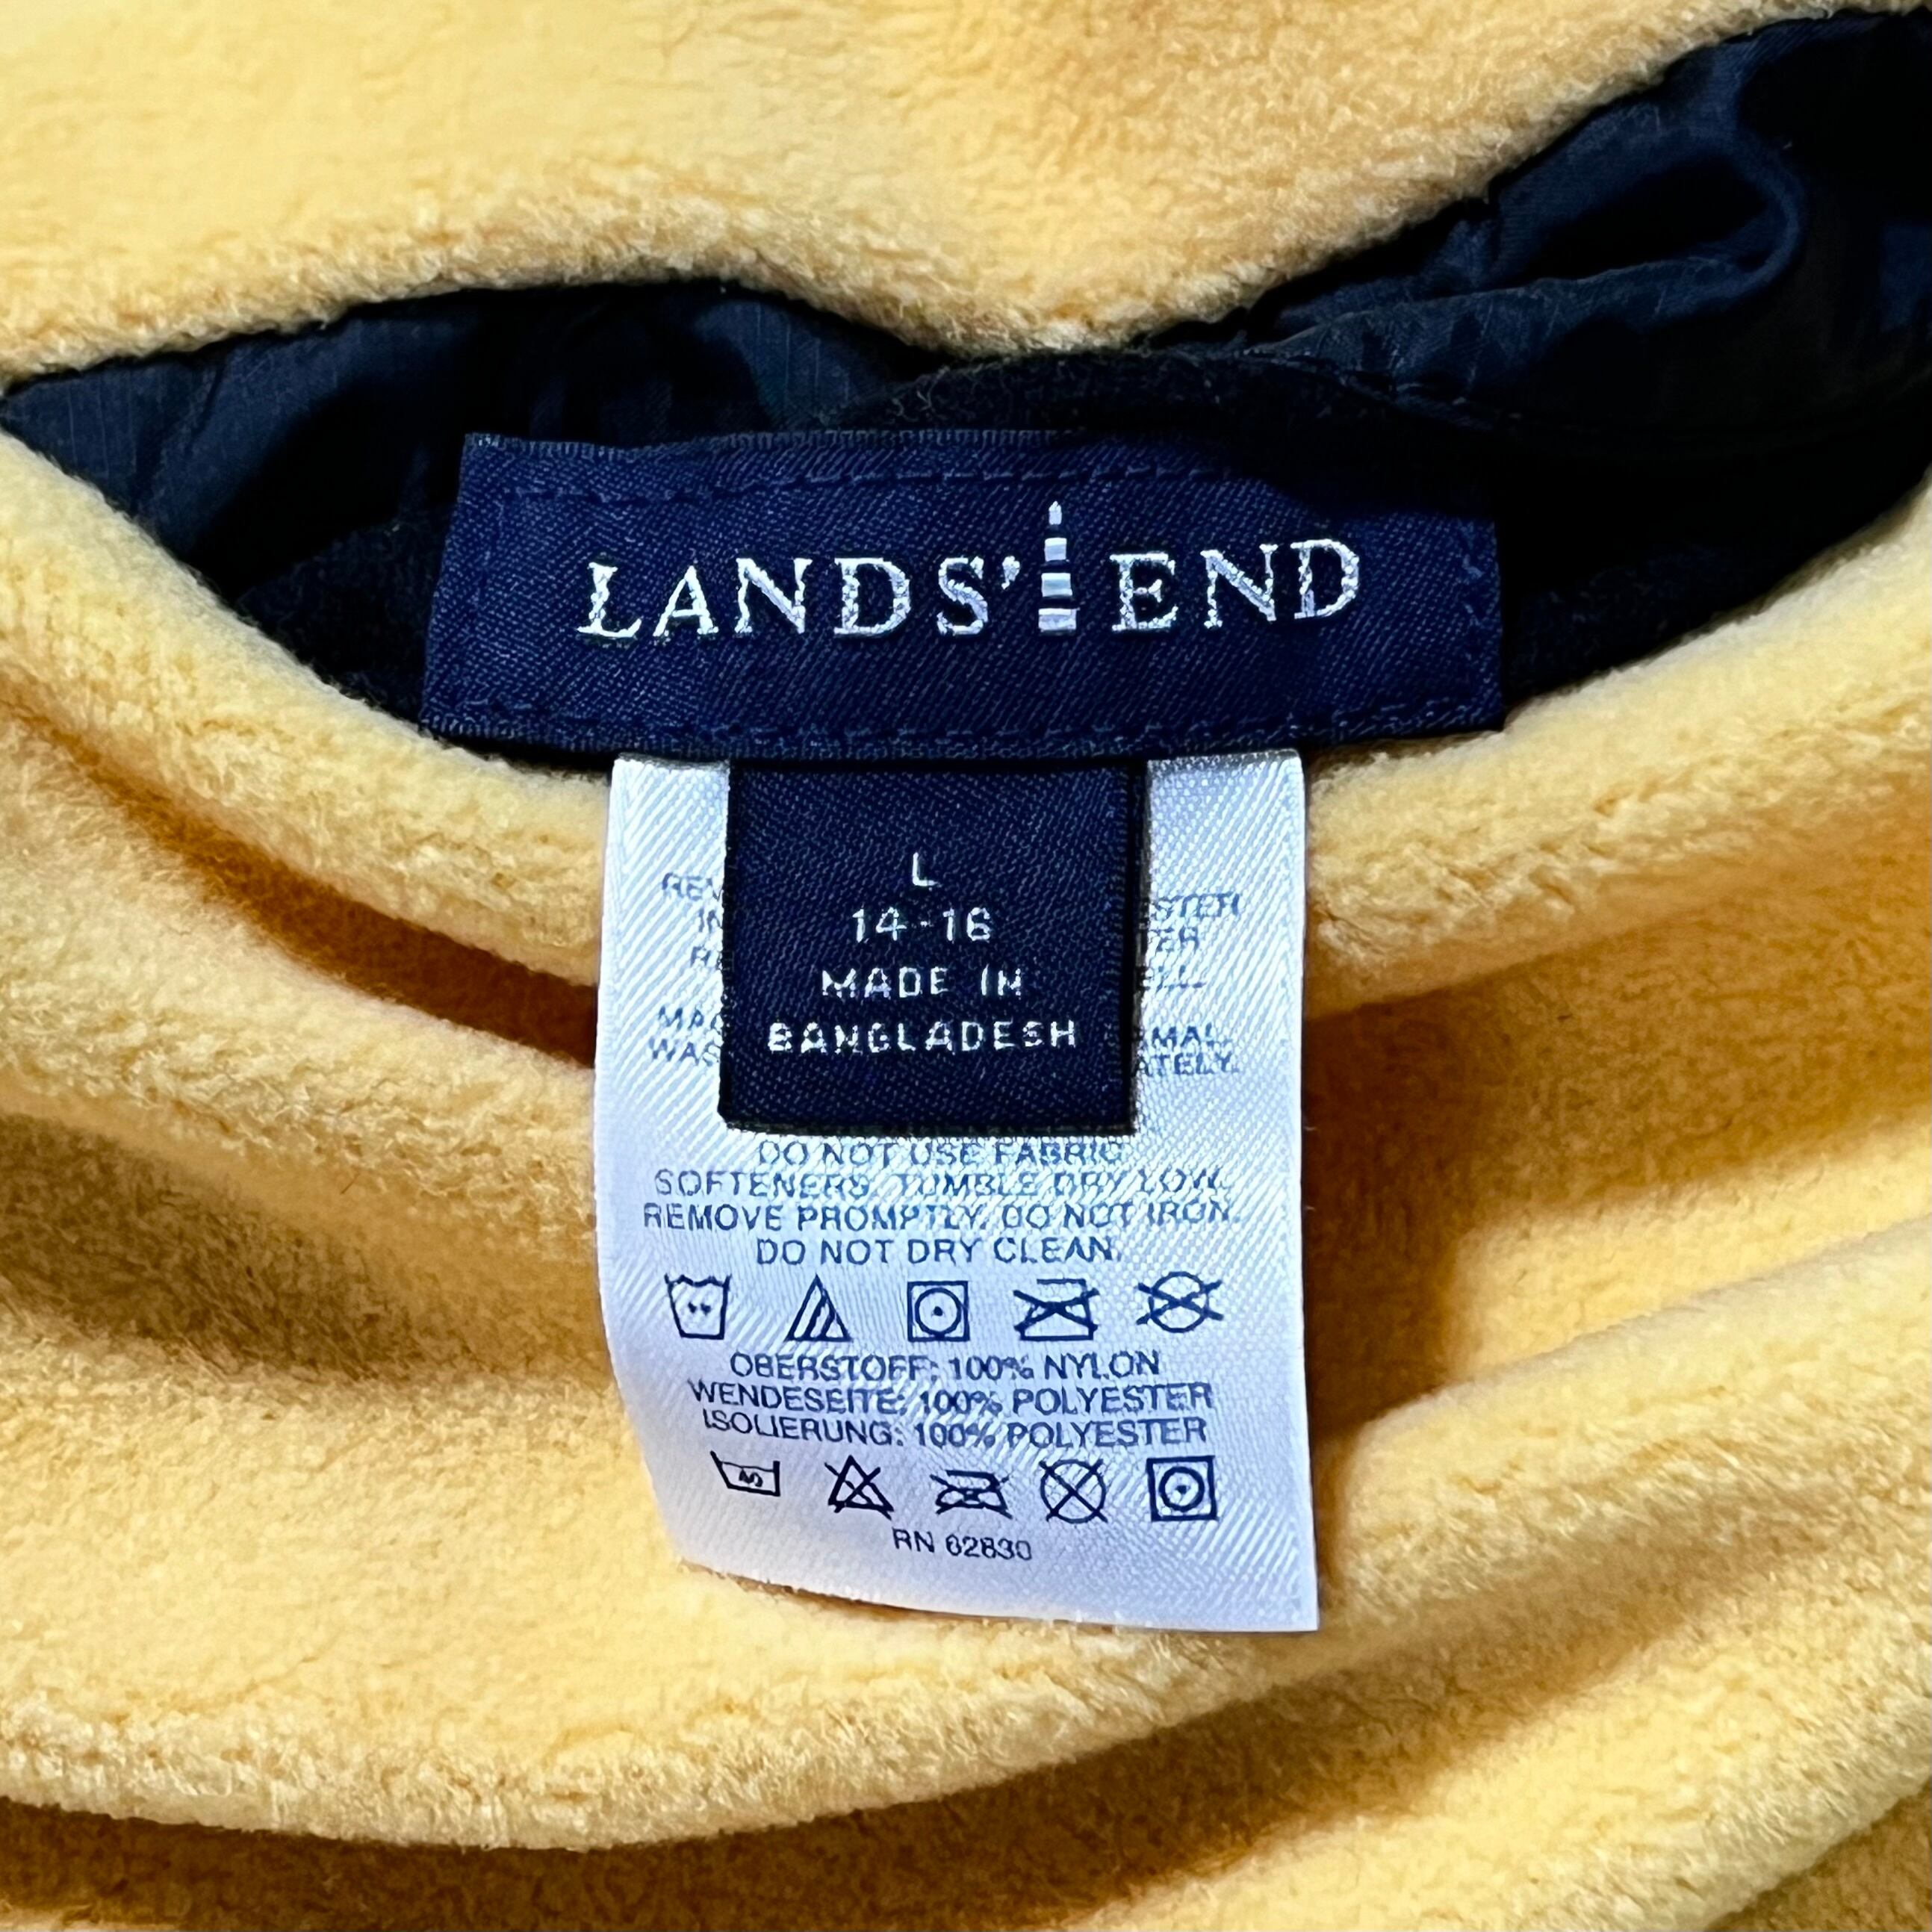 LANDS' END
L
14-16
MADE IN
BANGLADESH
DO NOT USE FABRIC
SOFTENERS. TUMBLE DRY LOW.
REMOVE PROMPTLY. DO NOT IRON.
DO NOT DRY CLEAN.
OBERSTOFF: 100% NYLON
WENDESEITE: 100% POLYESTER
ISOLIERUNG: 100% POLYESTER
40
RN 62830